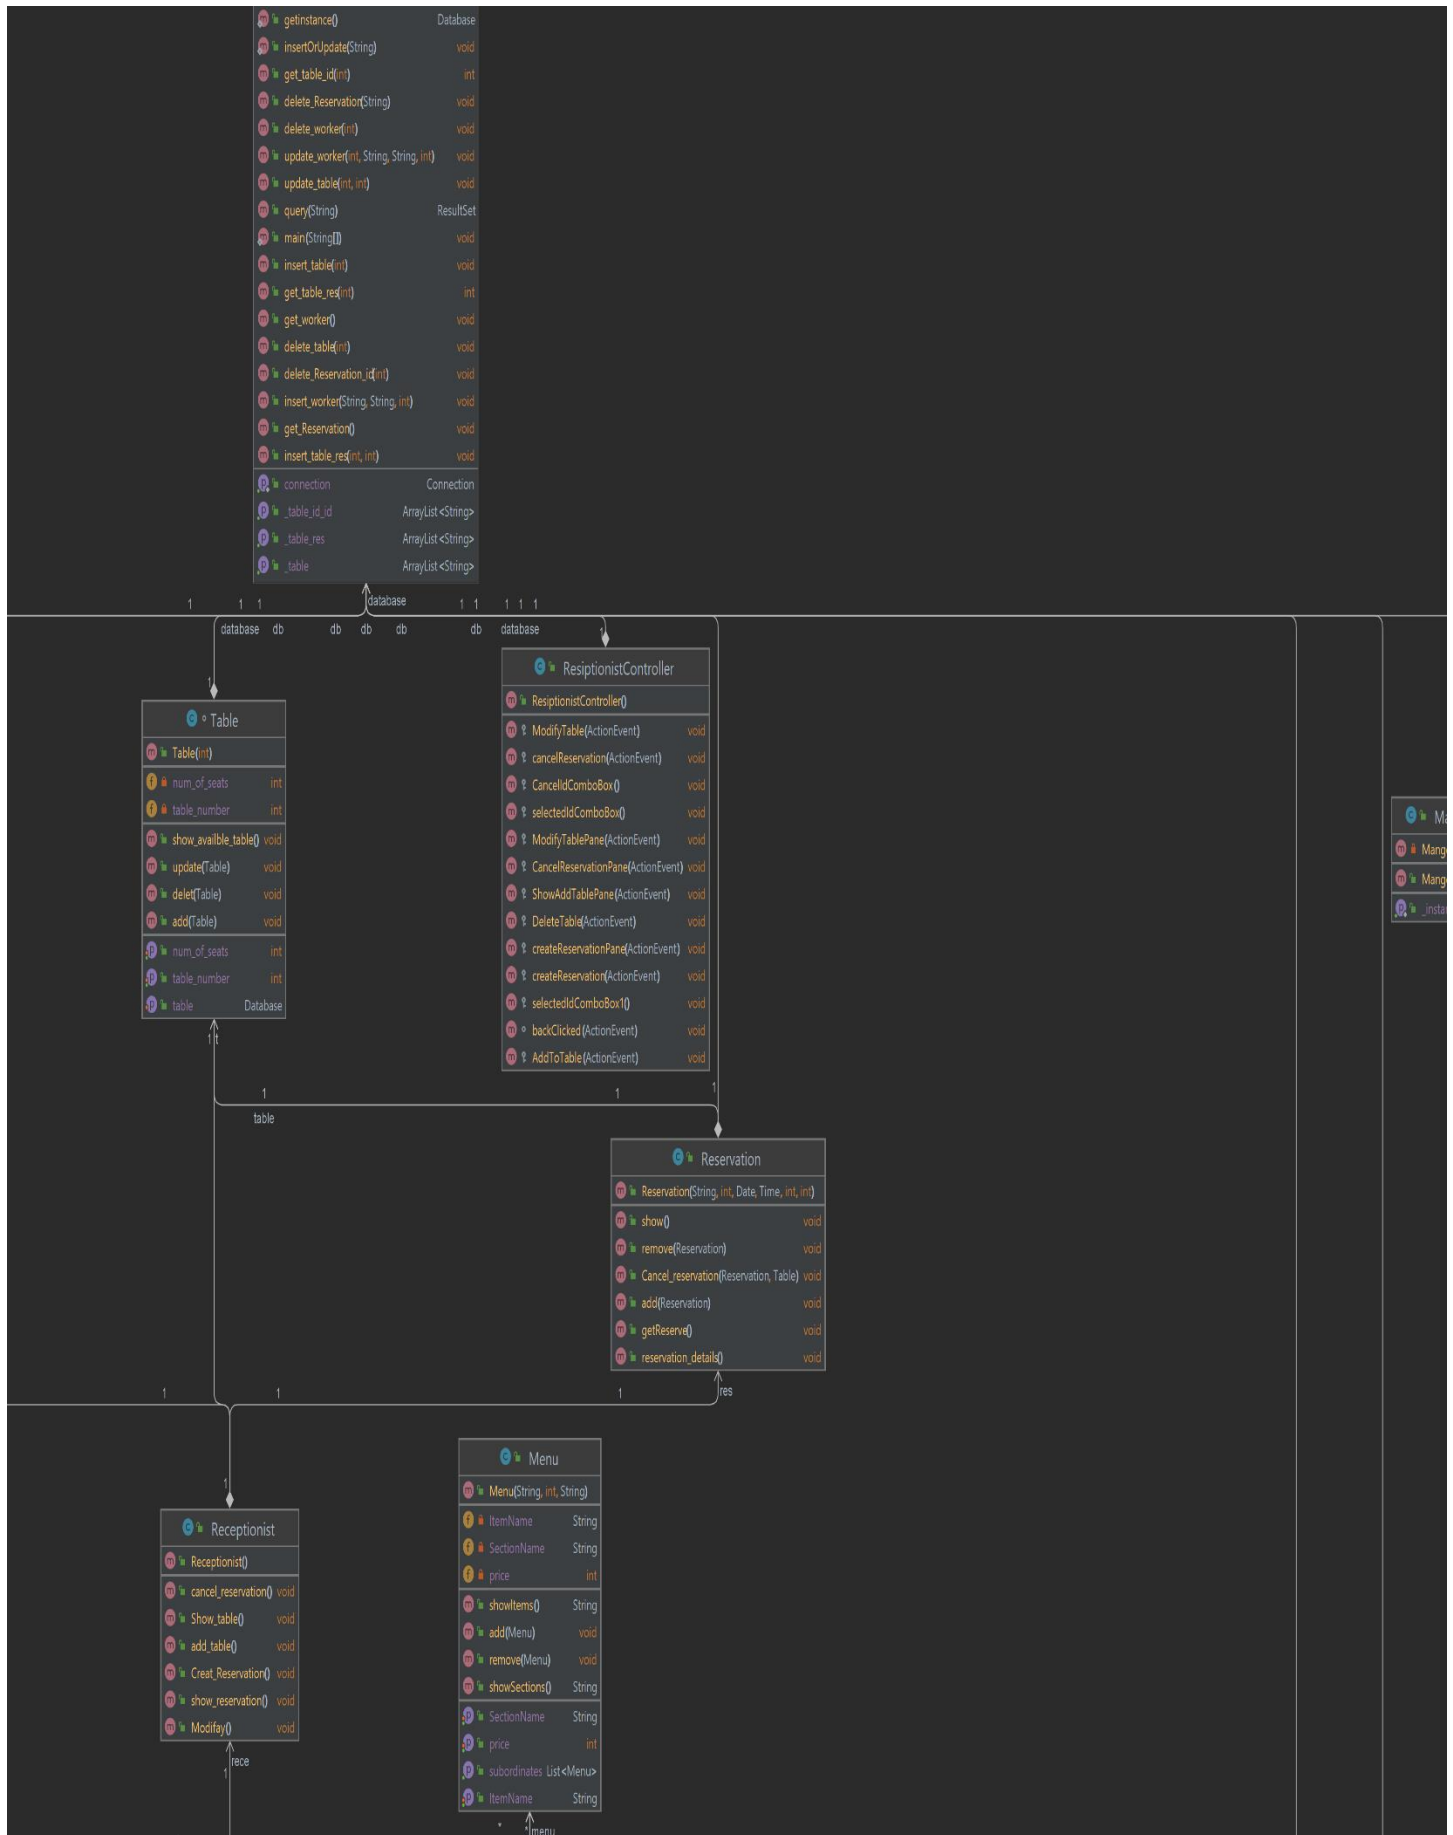 getinstance() Database
insertOrUpdate(String) void
get_table_id(int) int
delete_Reservation(String) void
delete_worker(int) void
update_worker(int, String, String, int) void
update_table(int, int) void
query(String) ResultSet
main(String[]) void
insert_table(int) void
get_table_res(int) int
get_worker() void
delete_table(int) void
delete_Reservation_id(int) void
insert_worker(String, String, int) void
get_Reservation() void
insert_table_res(int, int) void
connection Connection
_table_id_id ArrayList<String>
_table_res ArrayList<String>
_table ArrayList<String>
1 1 1 database 1 1 1 1 1
database db db db db db database
1
ResiptionistController
ResiptionistController()
ModifyTable(ActionEvent) void
cancelReservation(ActionEvent) void
CancelIdComboBox() void
selectedIdComboBox() void
ModifyTablePane(ActionEvent) void
CancelReservationPane(ActionEvent) void
ShowAddTablePane(ActionEvent) void
DeleteTable(ActionEvent) void
createReservationPane(ActionEvent) void
createReservation(ActionEvent) void
selectedIdComboBox1() void
backClicked(ActionEvent) void
AddToTable(ActionEvent) void
1
Table
Table(int)
num_of_seats int
table_number int
show_availble_table() void
update(Table) void
delet(Table) void
add(Table) void
num_of_seats int
table_number int
table Database
Ma
Mang
Mang
_instar
1 t
1 1 1
table
Reservation
Reservation(String, int, Date, Time, int, int)
show() void
remove(Reservation) void
Cancel_reservation(Reservation, Table) void
add(Reservation) void
getReserve() void
reservation_details() void
1 1 1 res
1
Receptionist
Receptionist()
cancel_reservation() void
Show_table() void
add_table() void
Creat_Reservation() void
show_reservation() void
Modifay() void
rece
1
Menu
Menu(String, int, String)
ItemName String
SectionName String
price int
showItems() String
add(Menu) void
remove(Menu) void
showSections() String
SectionName String
price int
subordinates List<Menu>
ItemName String
* * menu